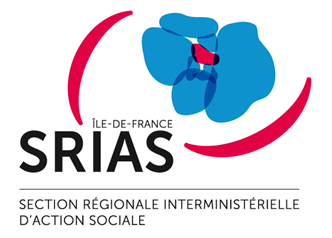 ÎLE-DE-FRANCE
SRIAS
SECTION RÉGIONALE INTERMINISTÉRIELLE
D'ACTION SOCIALE